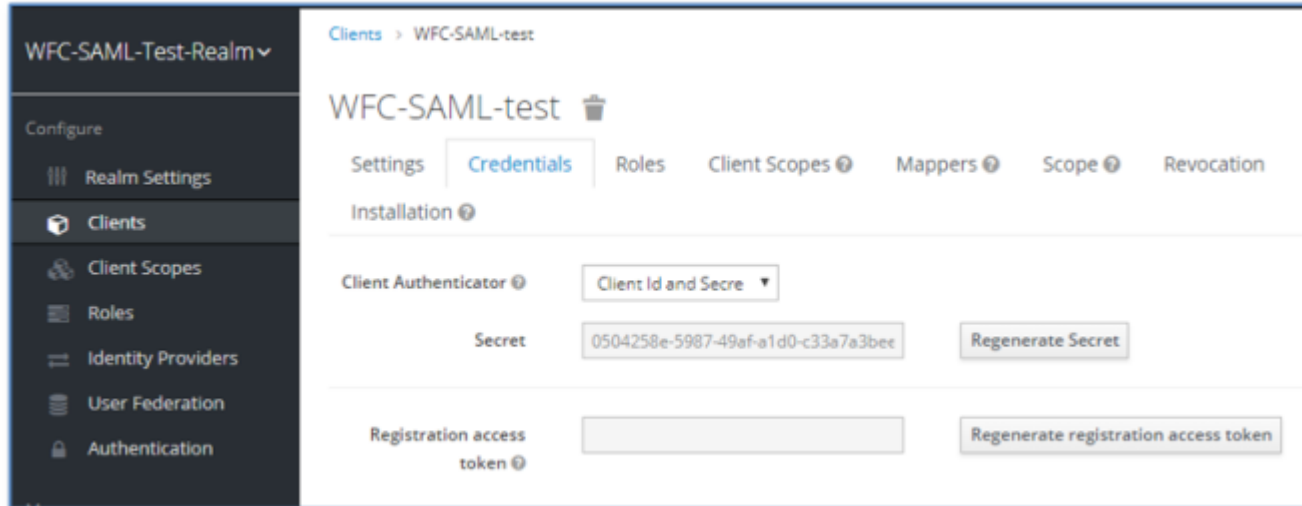 WFC-SAML-Test-Realm
Clients > WFC-SAML-test
WFC-SAML-test
Configure
Realm Settings
Clients
Client Scopes
Roles
Identity Providers
User Federation
Authentication
Settings Credentials Roles Client Scopes Mappers Scope Revocation
Installation
Client Authenticator Client Id and Secre
Secret 0504258e-5987-49af-a1d0-c33a7a3bee Regenerate Secret
Registration access token Regenerate registration access token